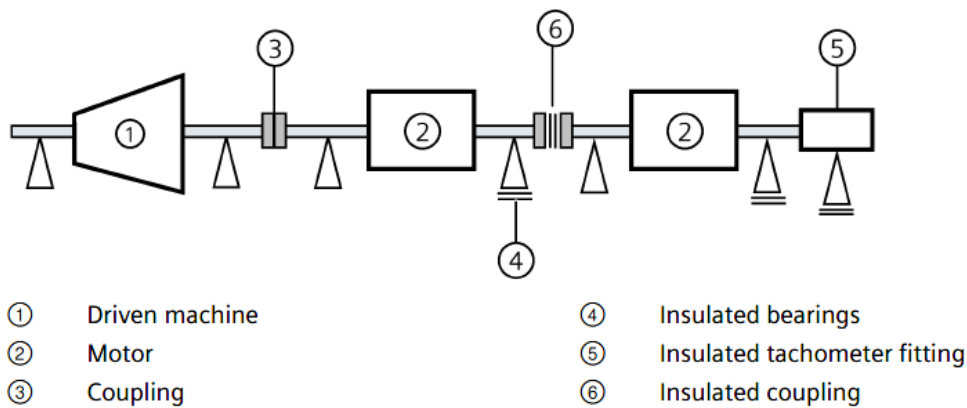 ③ ⑥ ⑤
① ② ②
④
① Driven machine ④ Insulated bearings
② Motor ⑤ Insulated tachometer fitting
③ Coupling ⑥ Insulated coupling